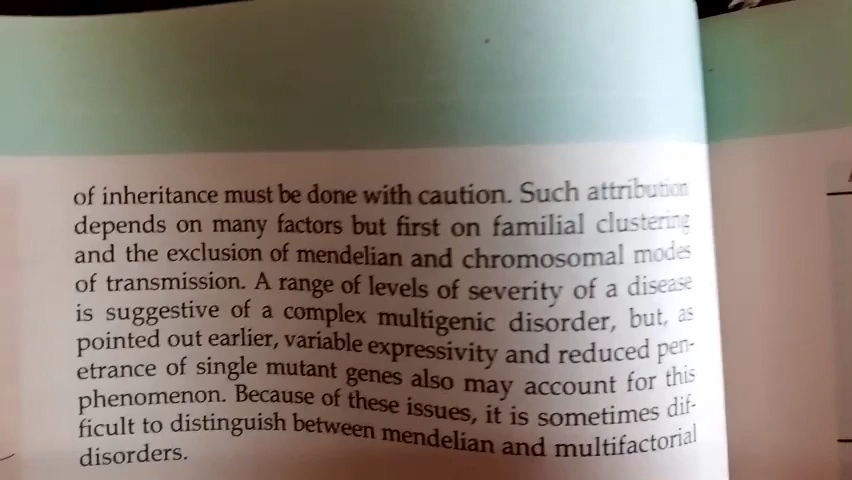 of inheritance must be done with caution. Such attribution
depends on many factors but first on familial clustering
and the exclusion of mendelian and chromosomal modes
of transmission. A range of levels of severity of a disease
is suggestive of a complex multigenic disorder, but, as
pointed out earlier, variable expressivity and reduced pen-
etrance of single mutant genes also may account for this
phenomenon. Because of these issues, it is sometimes dif-
ficult to distinguish between mendelian and multifactorial
disorders.